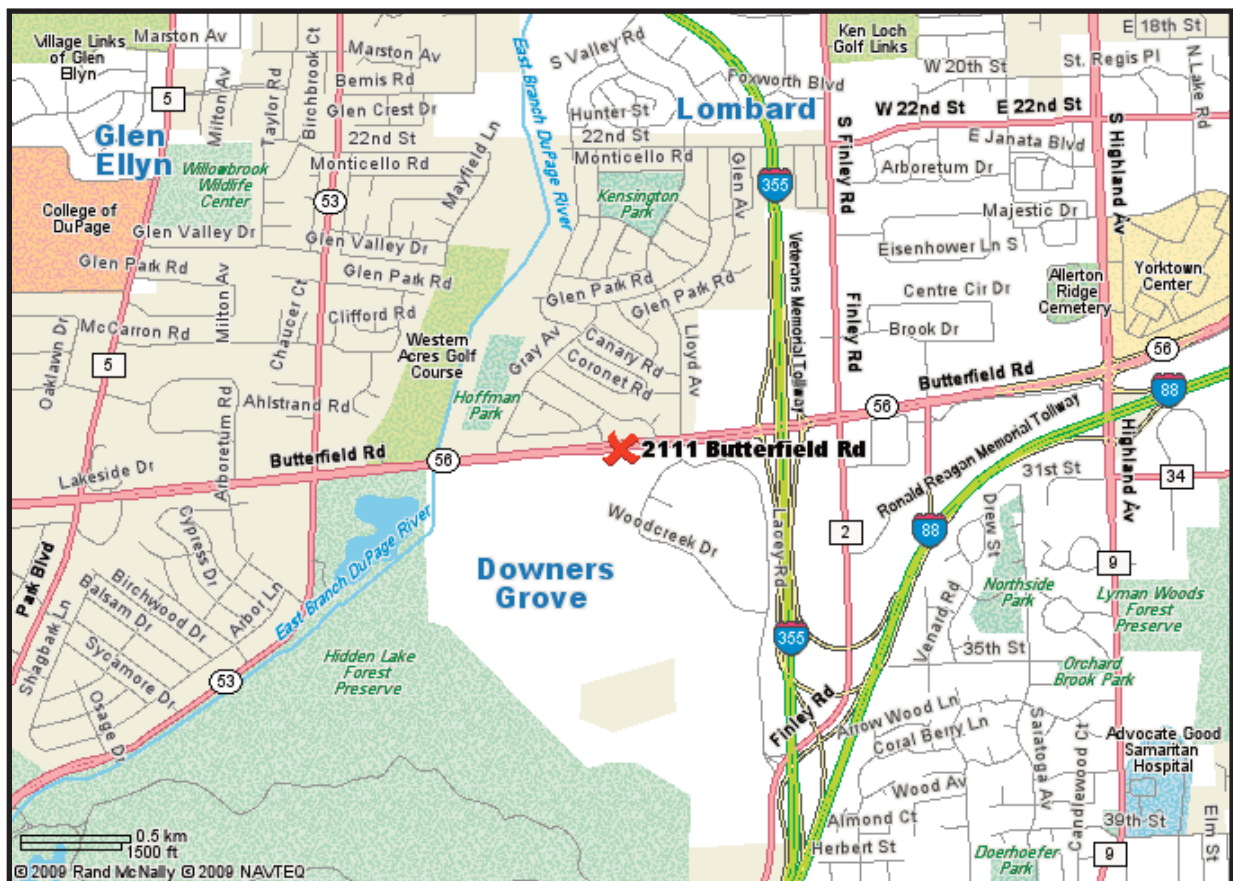 Village Links
of Glen
Ellyn
Marston Av
Milton Av
Taylor Rd
Birchbrook Ct
Marston Av
Bemis Rd
Glen Crest Dr
22nd St
Monticello Rd
Mayfield Ln
East Branch DuPage River
S Valley Rd
Hunter St
22nd St
Monticello Rd
Foxworth Blvd
Lombard
Ken Loch
Golf Links
W 20th St
E 18th St
St. Regis Pl
N Lake Rd
W 22nd St
E 22nd St
E Janata Blvd
S Finley Rd
S Highland Av
Arboretum Dr
Majestic Dr
Eisenhower Ln S
5
Glen
Ellyn
Willowbrook
Wildlife
Center
53
Kensington
Park
Glen Av
355
College of
DuPage
Glen Valley Dr
Glen Valley Dr
Glen Park Rd
Glen Park Rd
Milton Av
Chaucer Ct
Clifford Rd
McCarron Rd
Oaklawn Dr
5
Western
Acres Golf
Course
Glen Park Rd
Glen Park Rd
Gray Av
Canary Rd
Coronet Rd
Lloyd Av
Hoffman
Park
Veterans Memorial Tollway
Finley Rd
Centre Cir Dr
Brook Dr
Allerton
Ridge
Cemetery
Yorktown
Center
56
Butterfield Rd
56
88
Ahlstrand Rd
Arboretum Rd
Butterfield Rd
56
2111 Butterfield Rd
Lakeside Dr
Ronald Reagan Memorial Tollway
31st St
Highland Av
34
Woodcreek Dr
Lacey Rd
2
88
Drew St
9
Cypress Dr
East Branch DuPage River
Park Blvd
Birchwood Dr
Balsam Dr
Arbor Ln
Shagbark Ln
Sycamore Dr
Osage Dr
53
Downers
Grove
Hidden Lake
Forest
Preserve
355
Northside
Park
Lyman Woods
Forest
Preserve
Venard Rd
35th St
Orchard
Brook Park
Finley Rd
Arrow Wood Ln
Coral Berry Ln
Saratoga Av
Candlewood Ct
Advocate Good
Samaritan
Hospital
Wood Av
Almond Ct
39th St
Elm St
Herbert St
Doerhoefer
Park
9
0.5 km
1500 ft
© 2009 Rand McNally © 2009 NAVTEQ